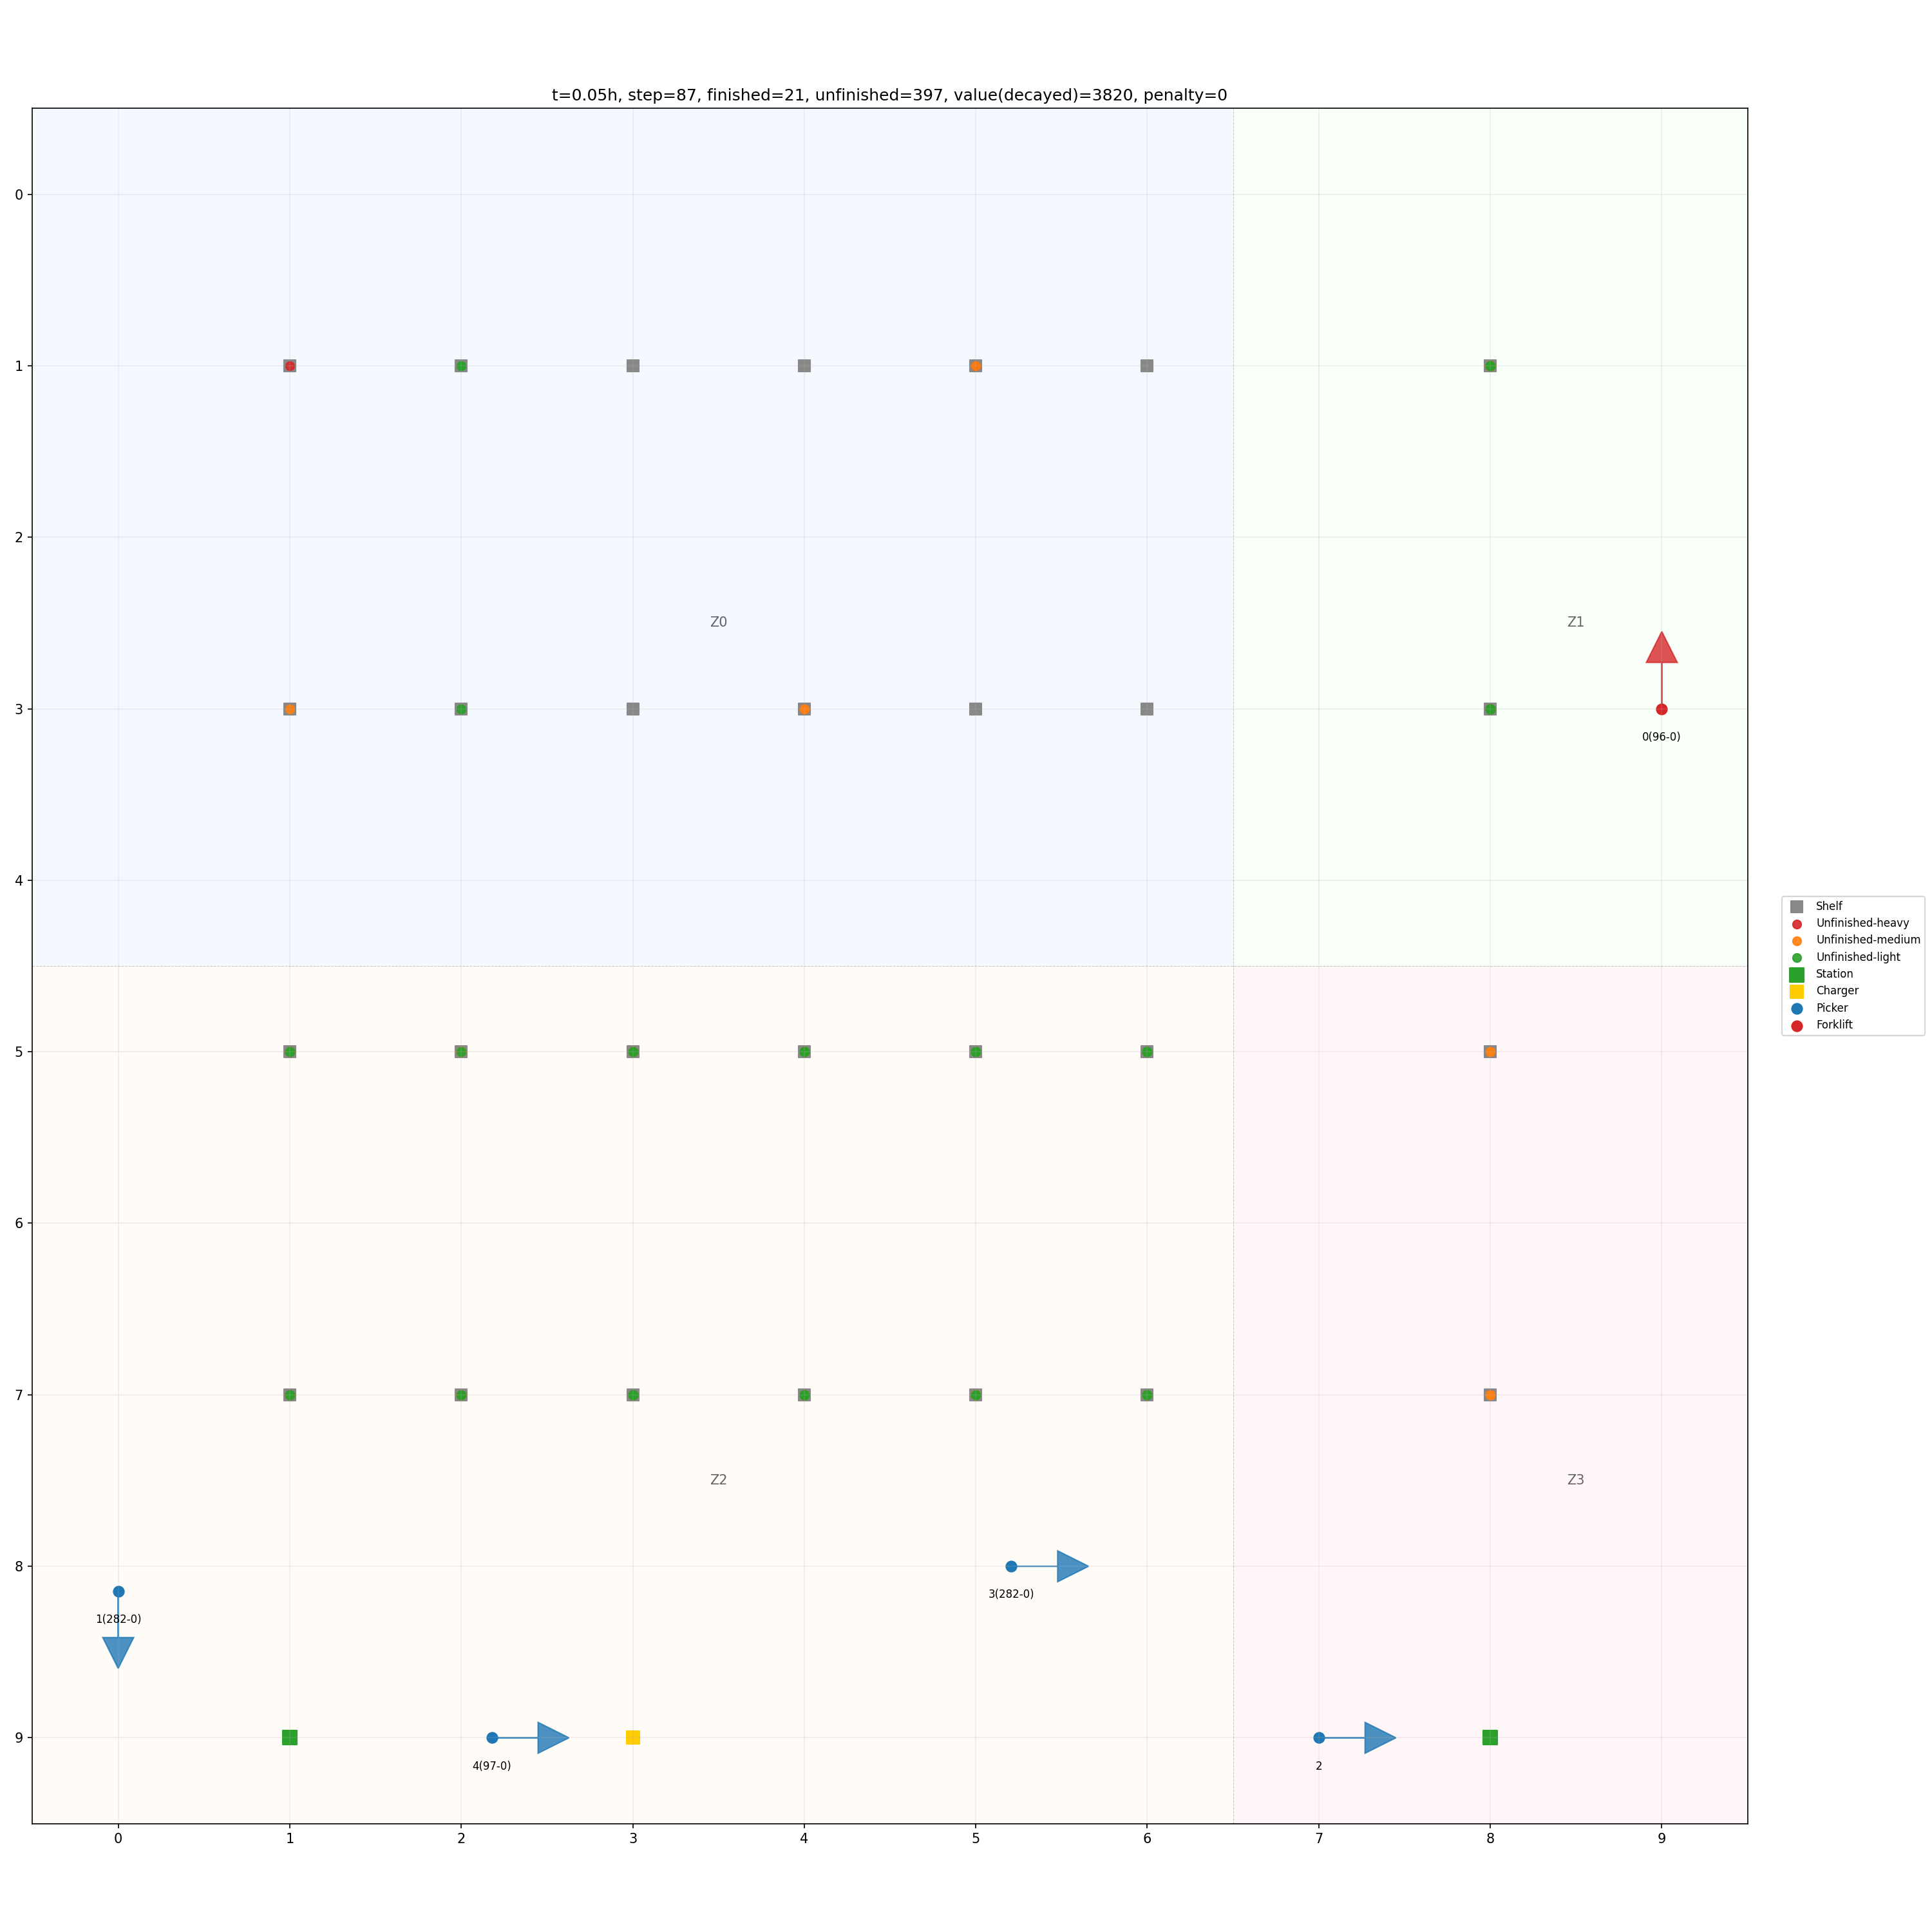 t=0.05h, step=87, finished=21, unfinished=397, value(decayed)=3820, penalty=0
0
1
2
Z0
Z1
3
0(96-0)
4
Shelf
Unfinished-heavy
Unfinished-medium
Unfinished-light
Station
Charger
Picker
Forklift
5
6
7
Z2
Z3
8
3(282-0)
1(282-0)
9
4(97-0)
2
0 1 2 3 4 5 6 7 8 9